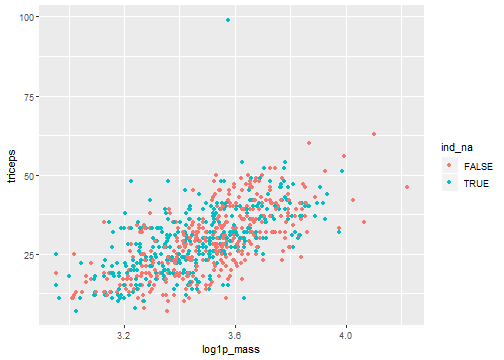 100
75
50
25
triceps
3.2 3.6 4.0
log1p_mass
ind_na
FALSE
TRUE